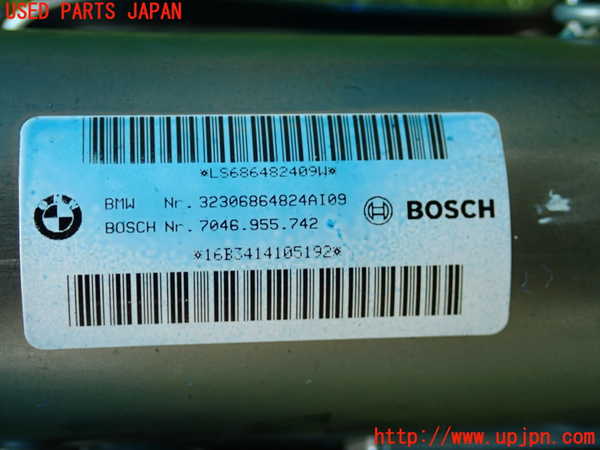 USED PARTS JAPAN
*LS686482409W*
BMW Nr. 32306864824AI09
BOSCH Nr. 7046.955.742
BOSCH
*16B3414105192*
http://www.upjpn.com/